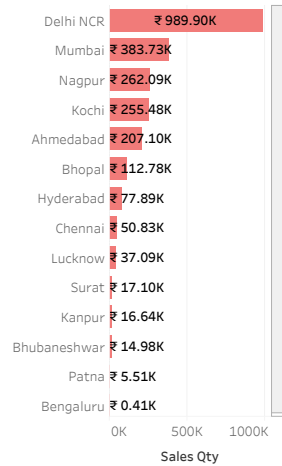 Delhi NCR ₹ 989.90K
Mumbai ₹ 383.73K
Nagpur ₹ 262.09K
Kochi ₹ 255.48K
Ahmedabad ₹ 207.10K
Bhopal ₹ 112.78K
Hyderabad ₹ 77.89K
Chennai ₹ 50.83K
Lucknow ₹ 37.09K
Surat ₹ 17.10K
Kanpur ₹ 16.64K
Bhubaneshwar ₹ 14.98K
Patna ₹ 5.51K
Bengaluru ₹ 0.41K
0K 500K 1000K
Sales Qty